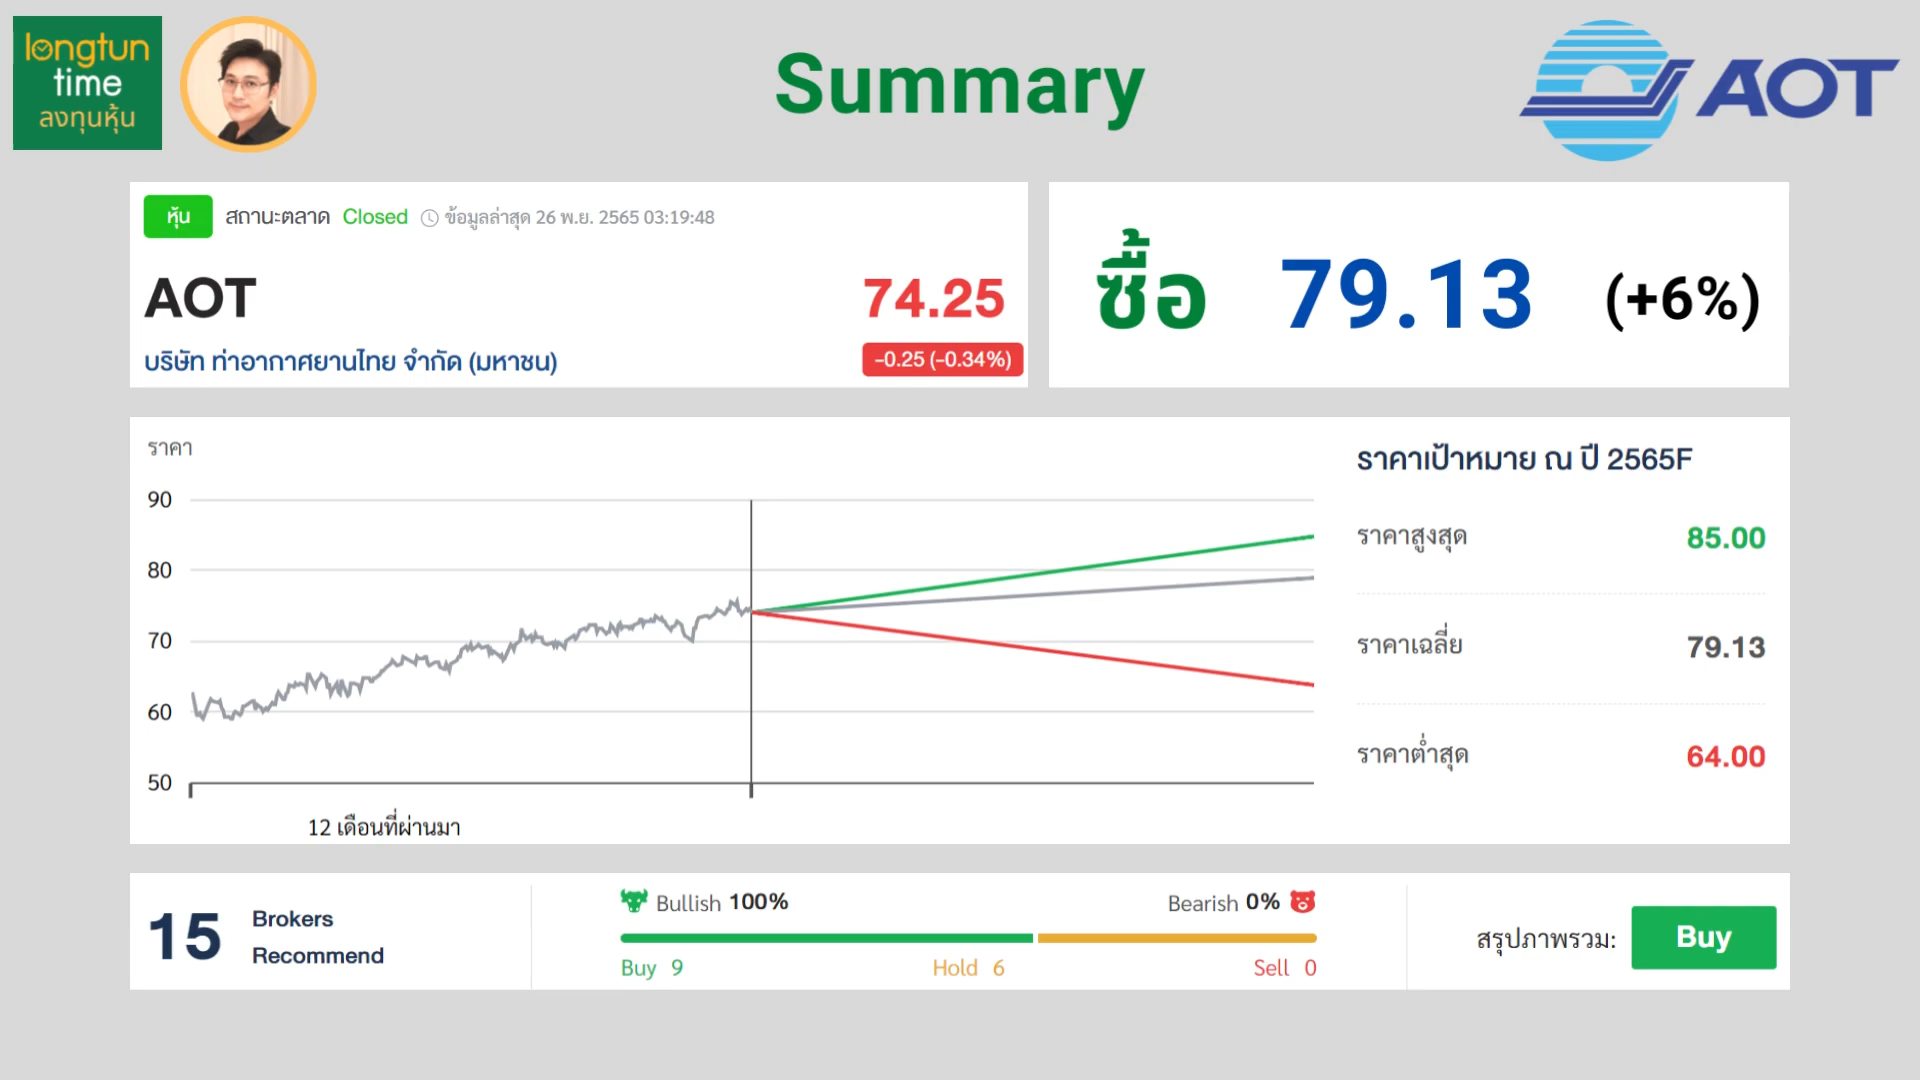 longtun
time
ลงทุนหุ้น
Summary
AOT
หุ้น สถานะตลาด Closed ข้อมูลล่าสุด 26 พ.ย. 2565 03:19:48
AOT 74.25
บริษัท ท่าอากาศยานไทย จำกัด (มหาชน) -0.25 (-0.34%)
ซื้อ 79.13 (+6%)
ราคา
90
80
70
60
50
12 เดือนที่ผ่านมา
ราคาเป้าหมาย ณ ปี 2565F
ราคาสูงสุด 85.00
ราคาเฉลี่ย 79.13
ราคาต่ำสุด 64.00
15 Brokers
Recommend
Bullish 100% Bearish 0%
Buy 9 Hold 6 Sell 0
สรุปภาพรวม: Buy